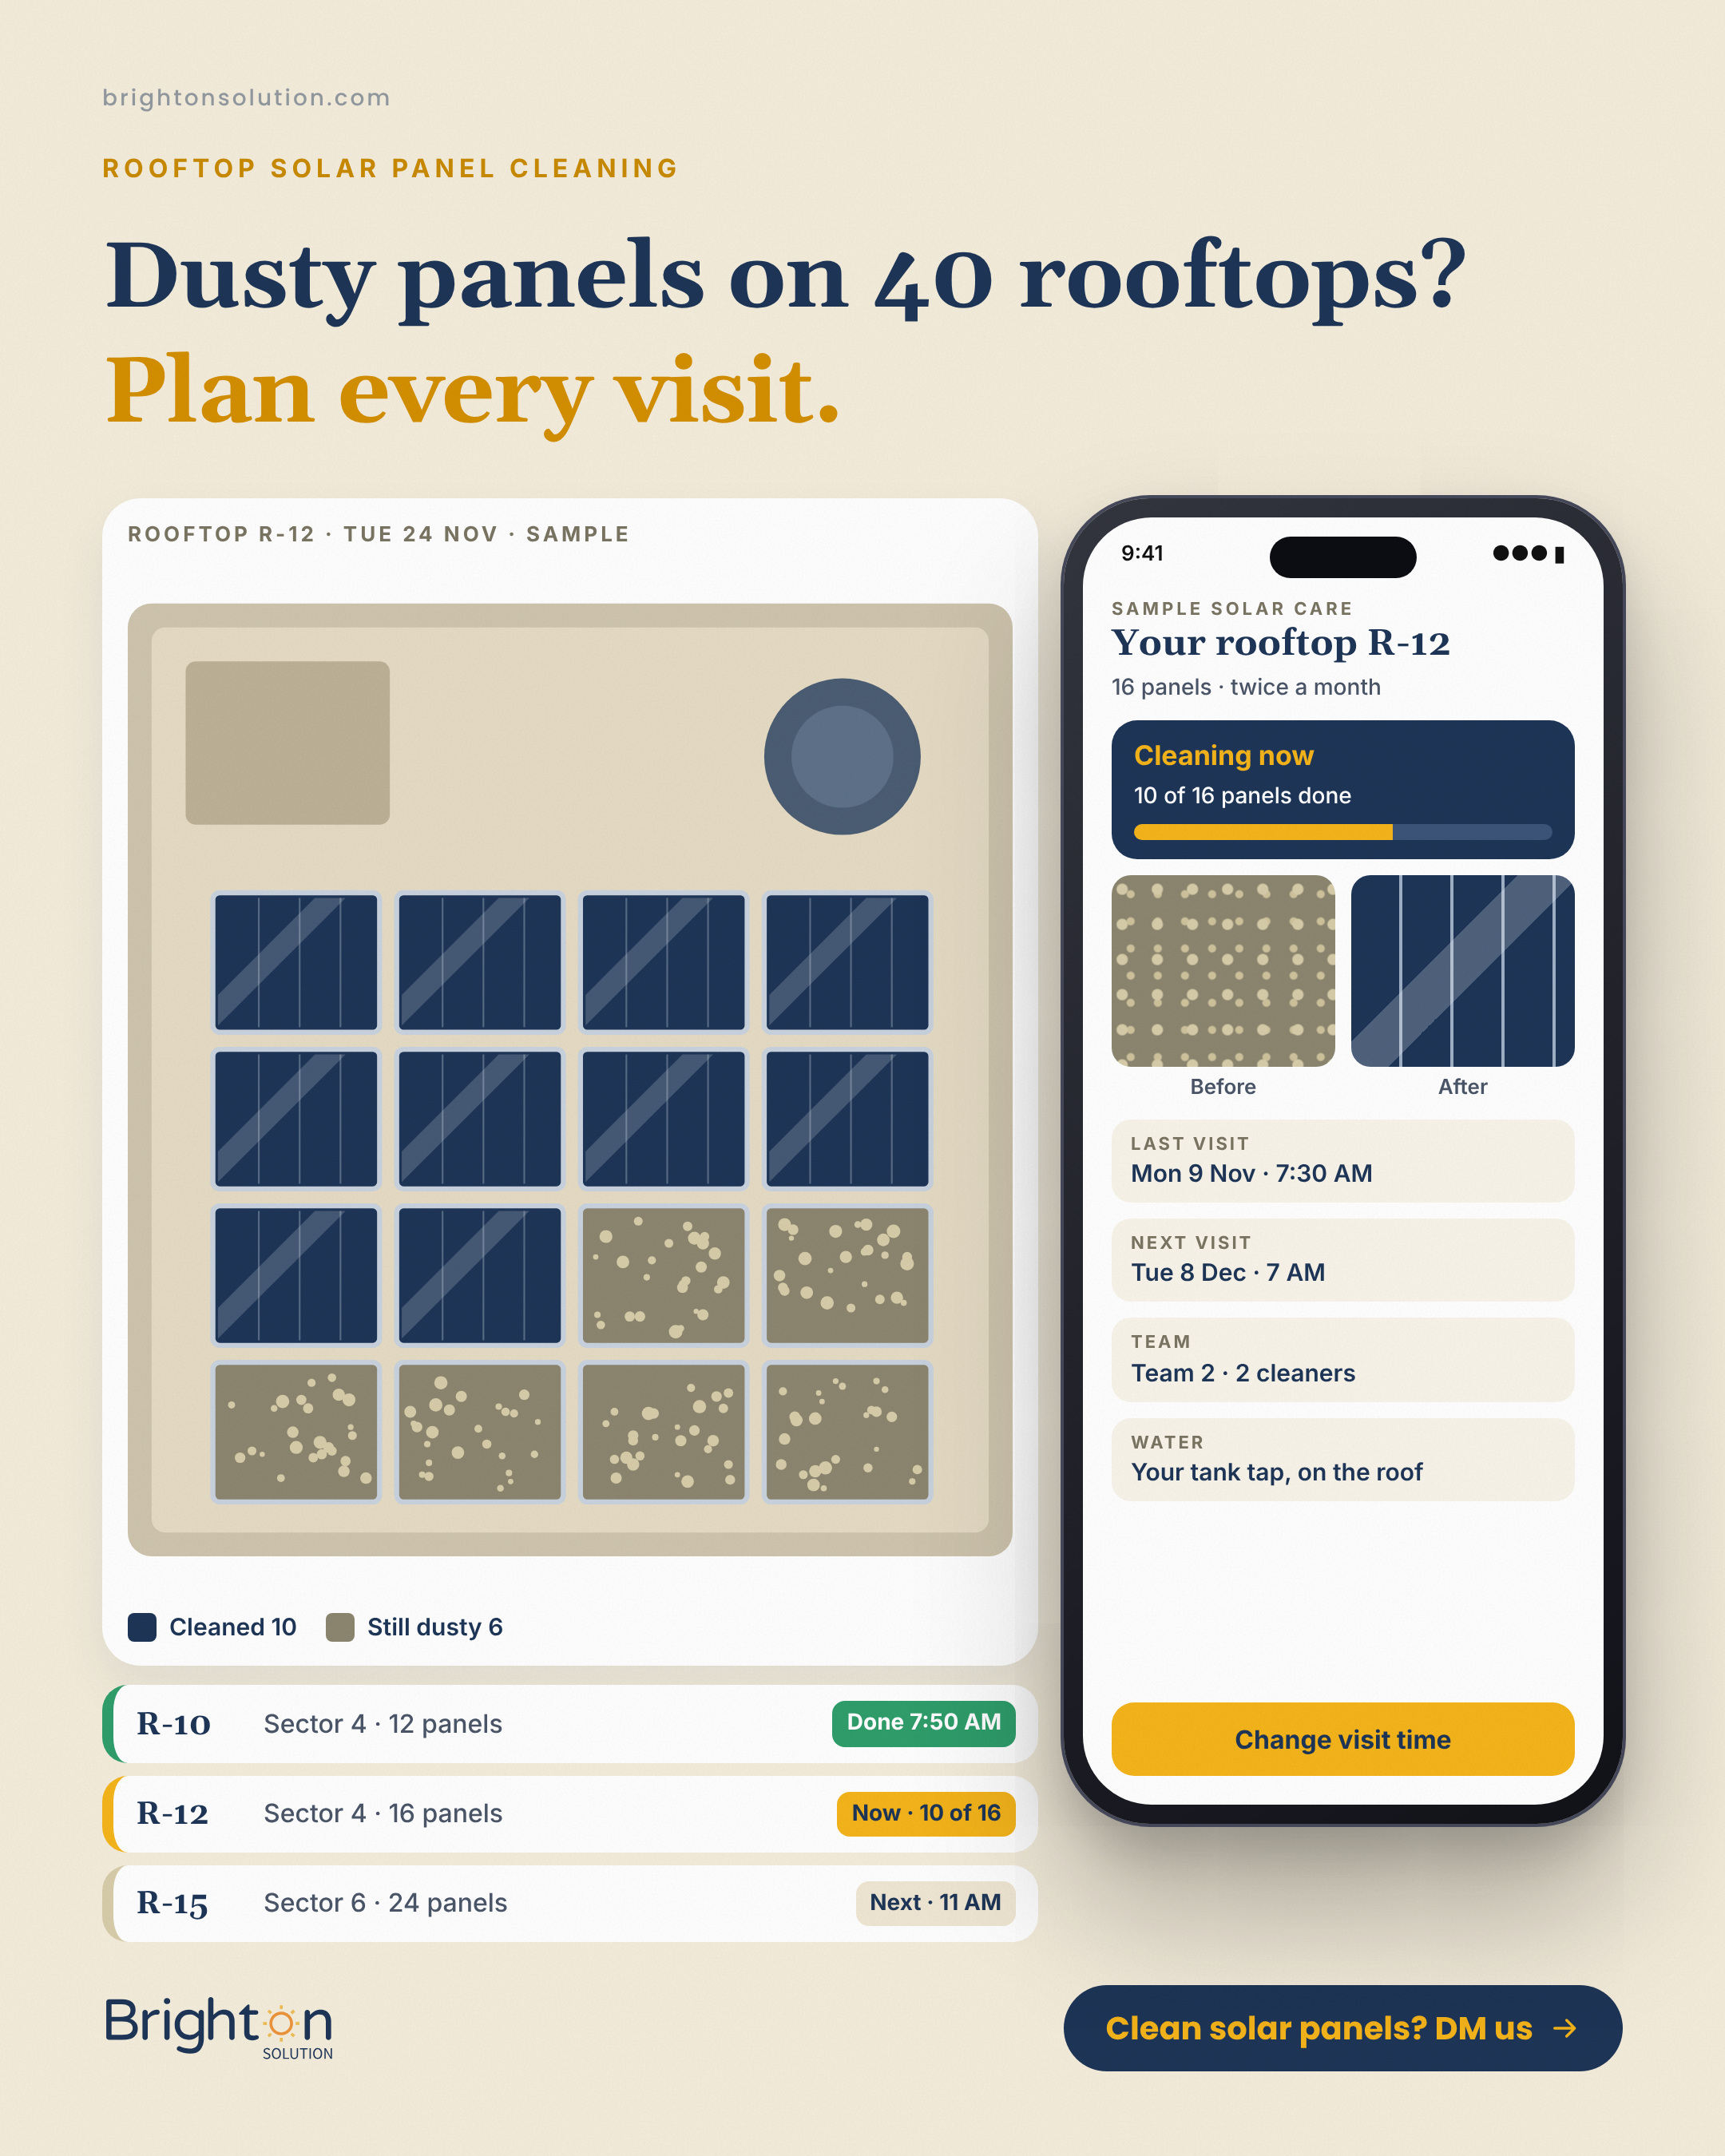 brightonsolution.com
ROOFTOP SOLAR PANEL CLEANING
Dusty panels on 40 rooftops?
Plan every visit.
ROOFTOP R-12 · TUE 24 NOV · SAMPLE
Cleaned 10
Still dusty 6
R-10 Sector 4 · 12 panels Done 7:50 AM
R-12 Sector 4 · 16 panels Now · 10 of 16
R-15 Sector 6 · 24 panels Next · 11 AM
9:41
SAMPLE SOLAR CARE
Your rooftop R-12
16 panels · twice a month
Cleaning now
10 of 16 panels done
Before
After
LAST VISIT
Mon 9 Nov · 7:30 AM
NEXT VISIT
Tue 8 Dec · 7 AM
TEAM
Team 2 · 2 cleaners
WATER
Your tank tap, on the roof
Change visit time
Brighton
SOLUTION
Clean solar panels? DM us →